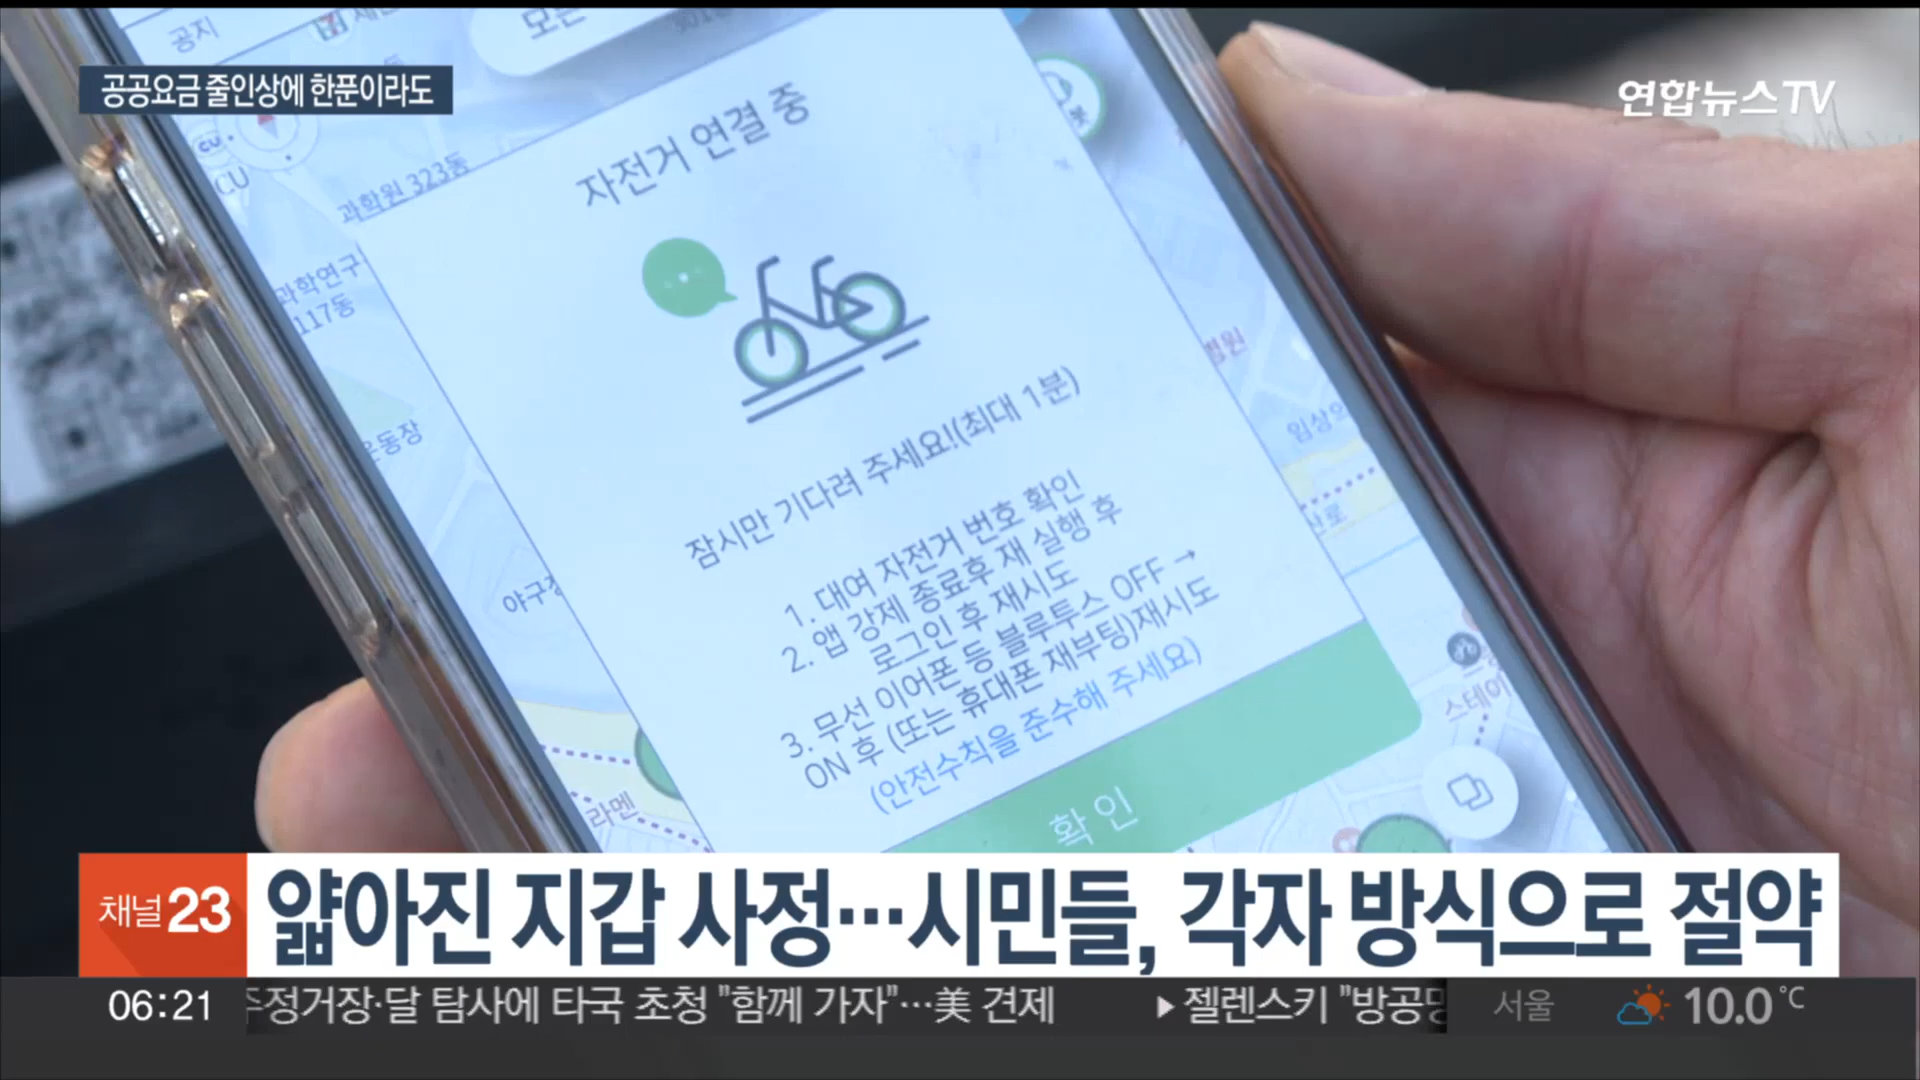 공지
공공요금 줄인상에 한푼이라도
연합뉴스TV
CU
CU
과학원 323동
자전거 연결 중
과학연구
117동
잠시만 기다려 주세요!(최대 1분)
1. 대여 자전거 번호 확인
2. 앱 강제 종료후 재 실행 후
로그인 후 재시도
3. 무선 이어폰 등 블루투스 OFF →
ON 후 (또는 휴대폰 재부팅)재시도
(안전수칙을 준수해 주세요)
확인
라멘
스테이
채널23
얇아진 지갑 사정…시민들, 각자 방식으로 절약
06:21
주정거장·달 탐사에 타국 초청 "함께 가자"…美 견제
▶젤렌스키 "방공망
서울
10.0℃